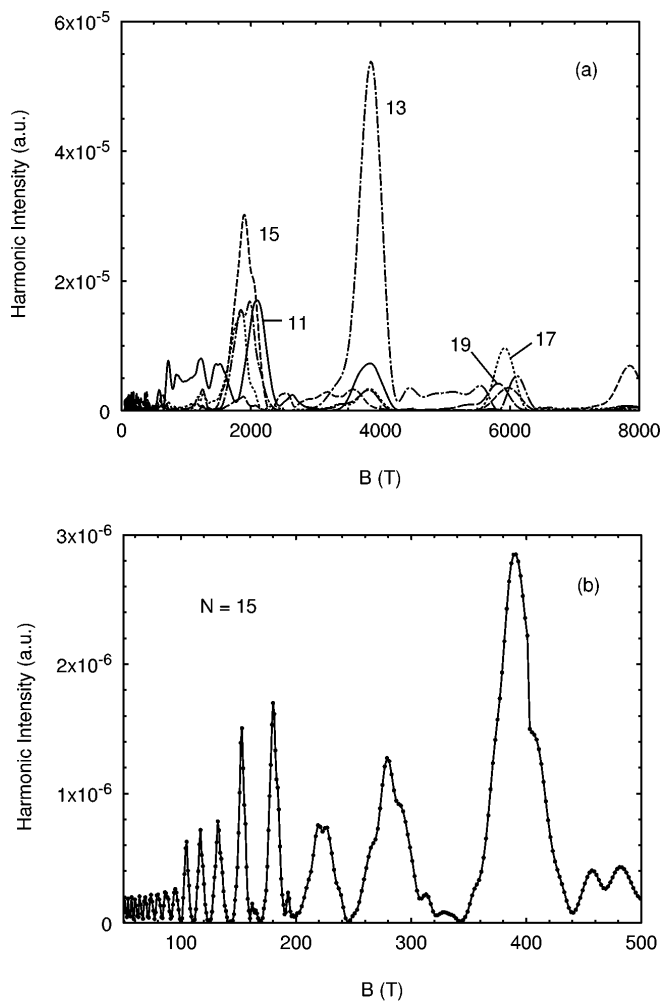 6x10-5
(a)
13
Harmonic Intensity (a.u.)
4x10-5
15
2x10-5
11
19
17
0
0 2000 4000 6000 8000
B (T)
3x10-6
(b)
N = 15
Harmonic Intensity (a.u.)
2x10-6
1x10-6
0
100 200 300 400 500
B (T)